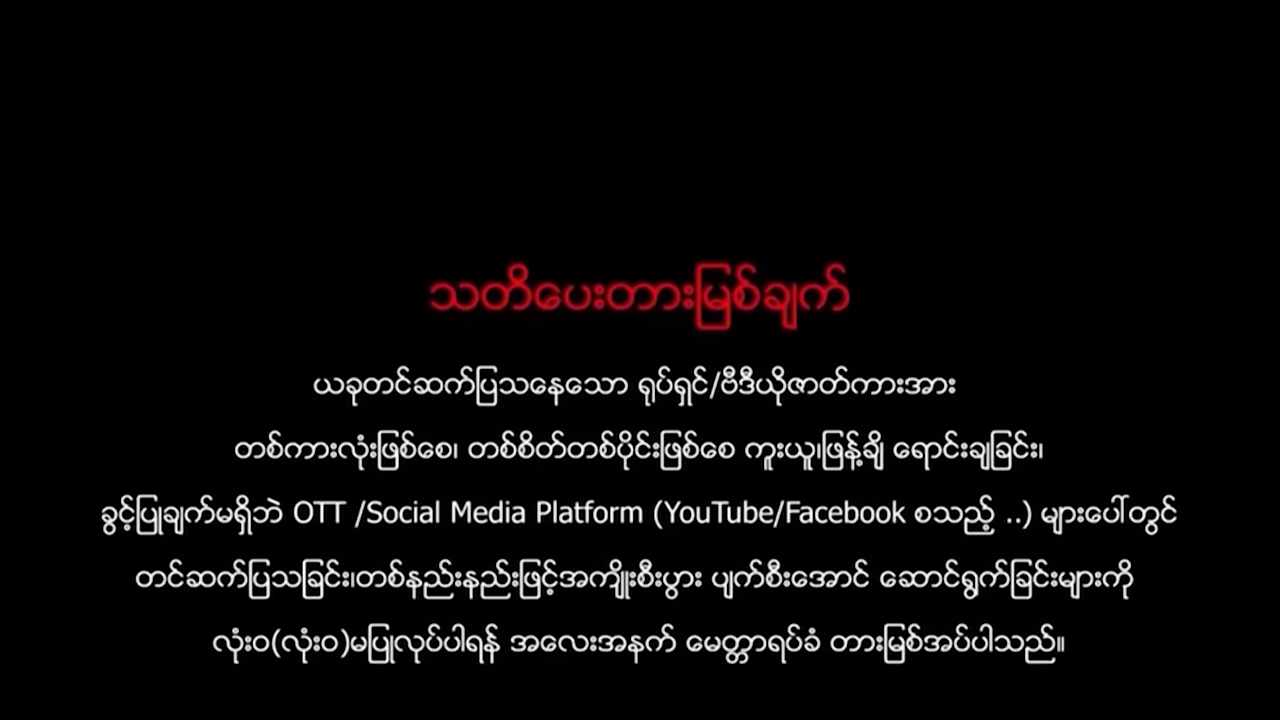 သတိပေးတားမြစ်ချက်
ယခုတင်ဆက်ပြသနေသော ရုပ်ရှင်/ဗီဒီယိုဇာတ်ကားအား
တစ်ကားလုံးဖြစ်စေ၊ တစ်စိတ်တစ်ပိုင်းဖြစ်စေ ကူးယူ၊ဖြန့်ချိ ရောင်းချခြင်း၊
ခွင့်ပြုချက်မရှိဘဲ OTT /Social Media Platform (YouTube/Facebook စသည့် ..) များပေါ်တွင်
တင်ဆက်ပြသခြင်း၊တစ်နည်းနည်းဖြင့်အကျိုးစီးပွား ပျက်စီးအောင် ဆောင်ရွက်ခြင်းများကို
လုံးဝ(လုံးဝ)မပြုလုပ်ပါရန် အလေးအနက် မေတ္တာရပ်ခံ တားမြစ်အပ်ပါသည်။